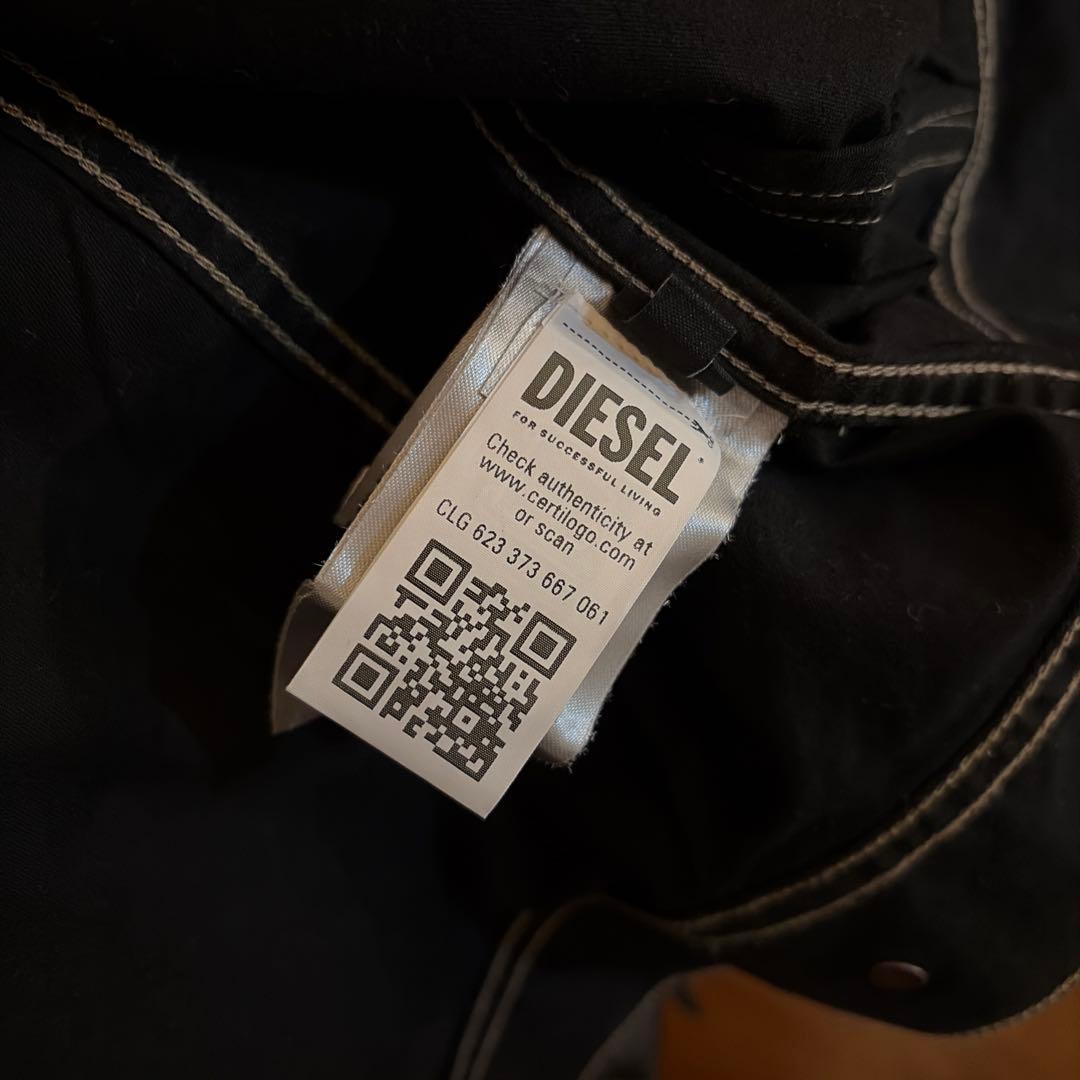 DIESEL
FOR SUCCESSFUL LIVING
Check authenticity at
www.certilogo.com
or scan
CLG 623 373 667 061